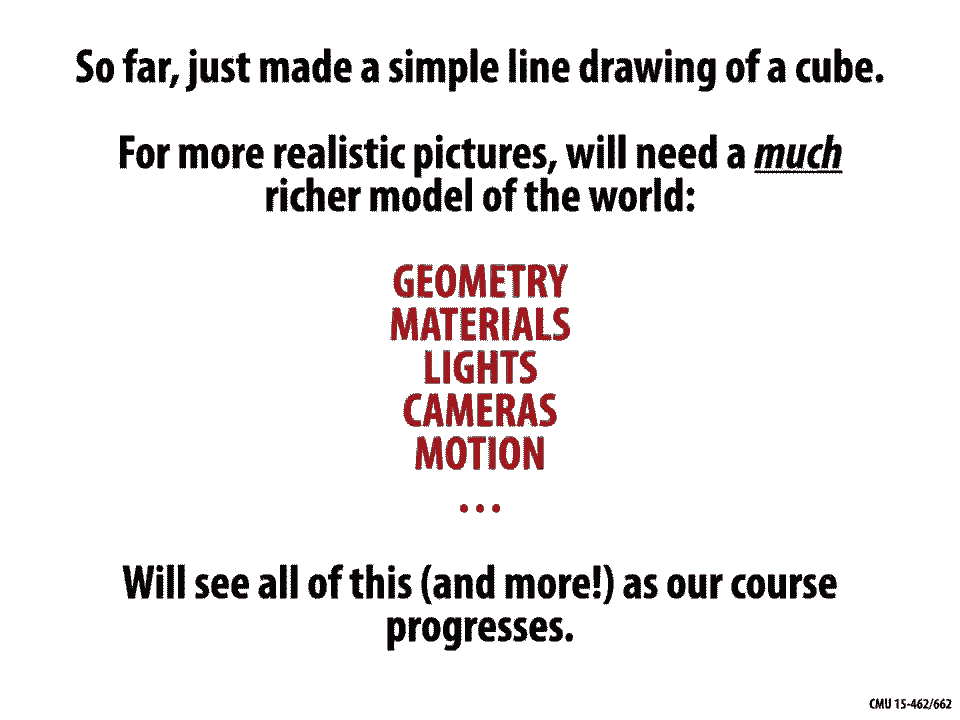 So far, just made a simple line drawing of a cube.
For more realistic pictures, will need a much
richer model of the world:
GEOMETRY
MATERIALS
LIGHTS
CAMERAS
MOTION
...
Will see all of this (and more!) as our course
progresses.
CMU 15-462/662